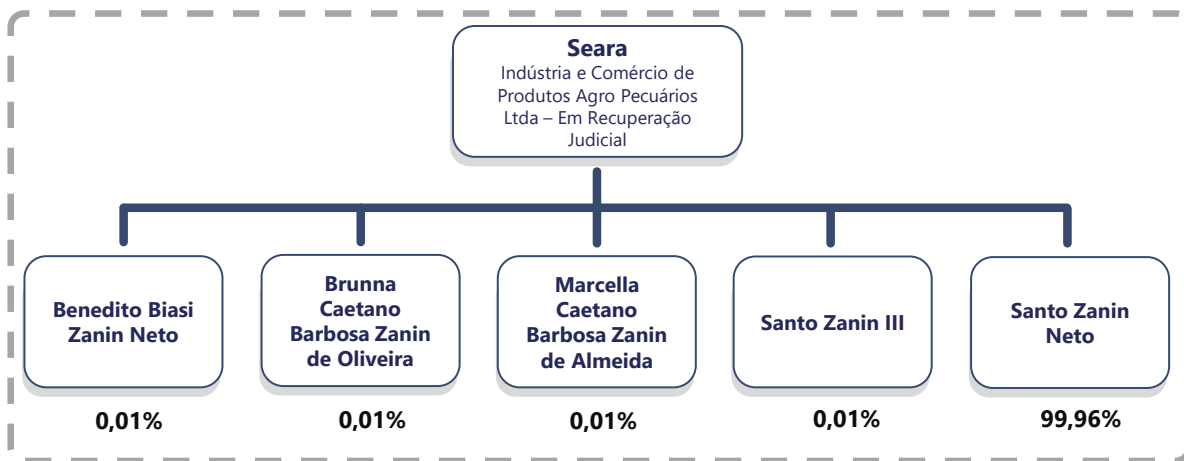 Seara
Indústria e Comércio de
Produtos Agro Pecuários
Ltda – Em Recuperação
Judicial
Benedito Biasi
Zanin Neto
Brunna
Caetano
Barbosa Zanin
de Oliveira
Marcella
Caetano
Barbosa Zanin
de Almeida
Santo Zanin III
Santo Zanin
Neto
0,01%
0,01%
0,01%
0,01%
99,96%